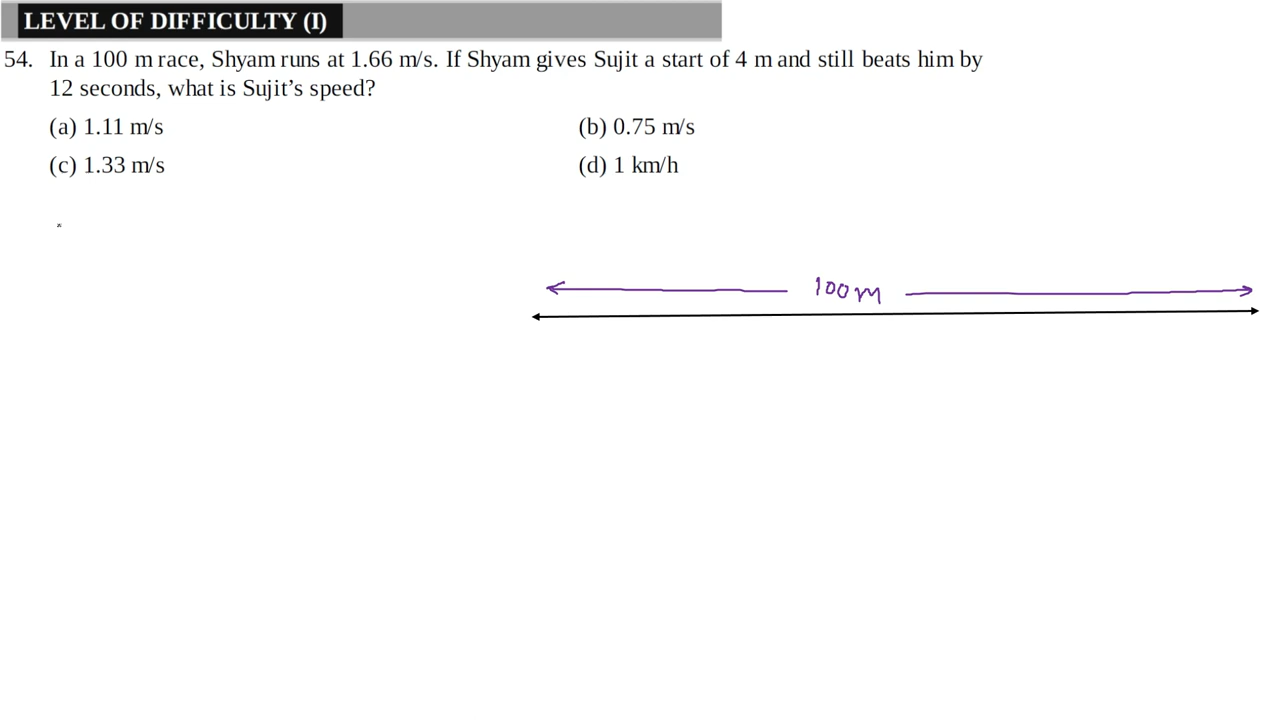 LEVEL OF DIFFICULTY (I)
54. In a 100 m race, Shyam runs at 1.66 m/s. If Shyam gives Sujit a start of 4 m and still beats him by
12 seconds, what is Sujit’s speed?
(a) 1.11 m/s (b) 0.75 m/s
(c) 1.33 m/s (d) 1 km/h
100m